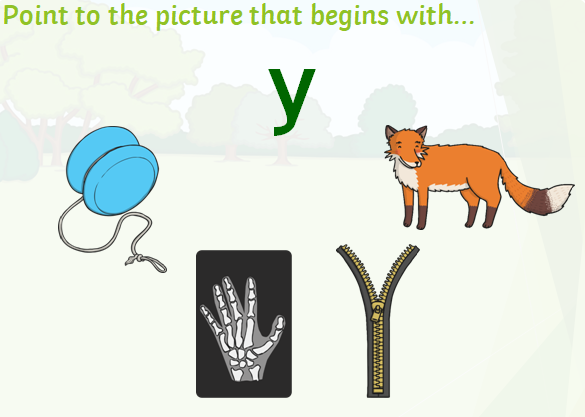 Point to the picture that begins with...
y